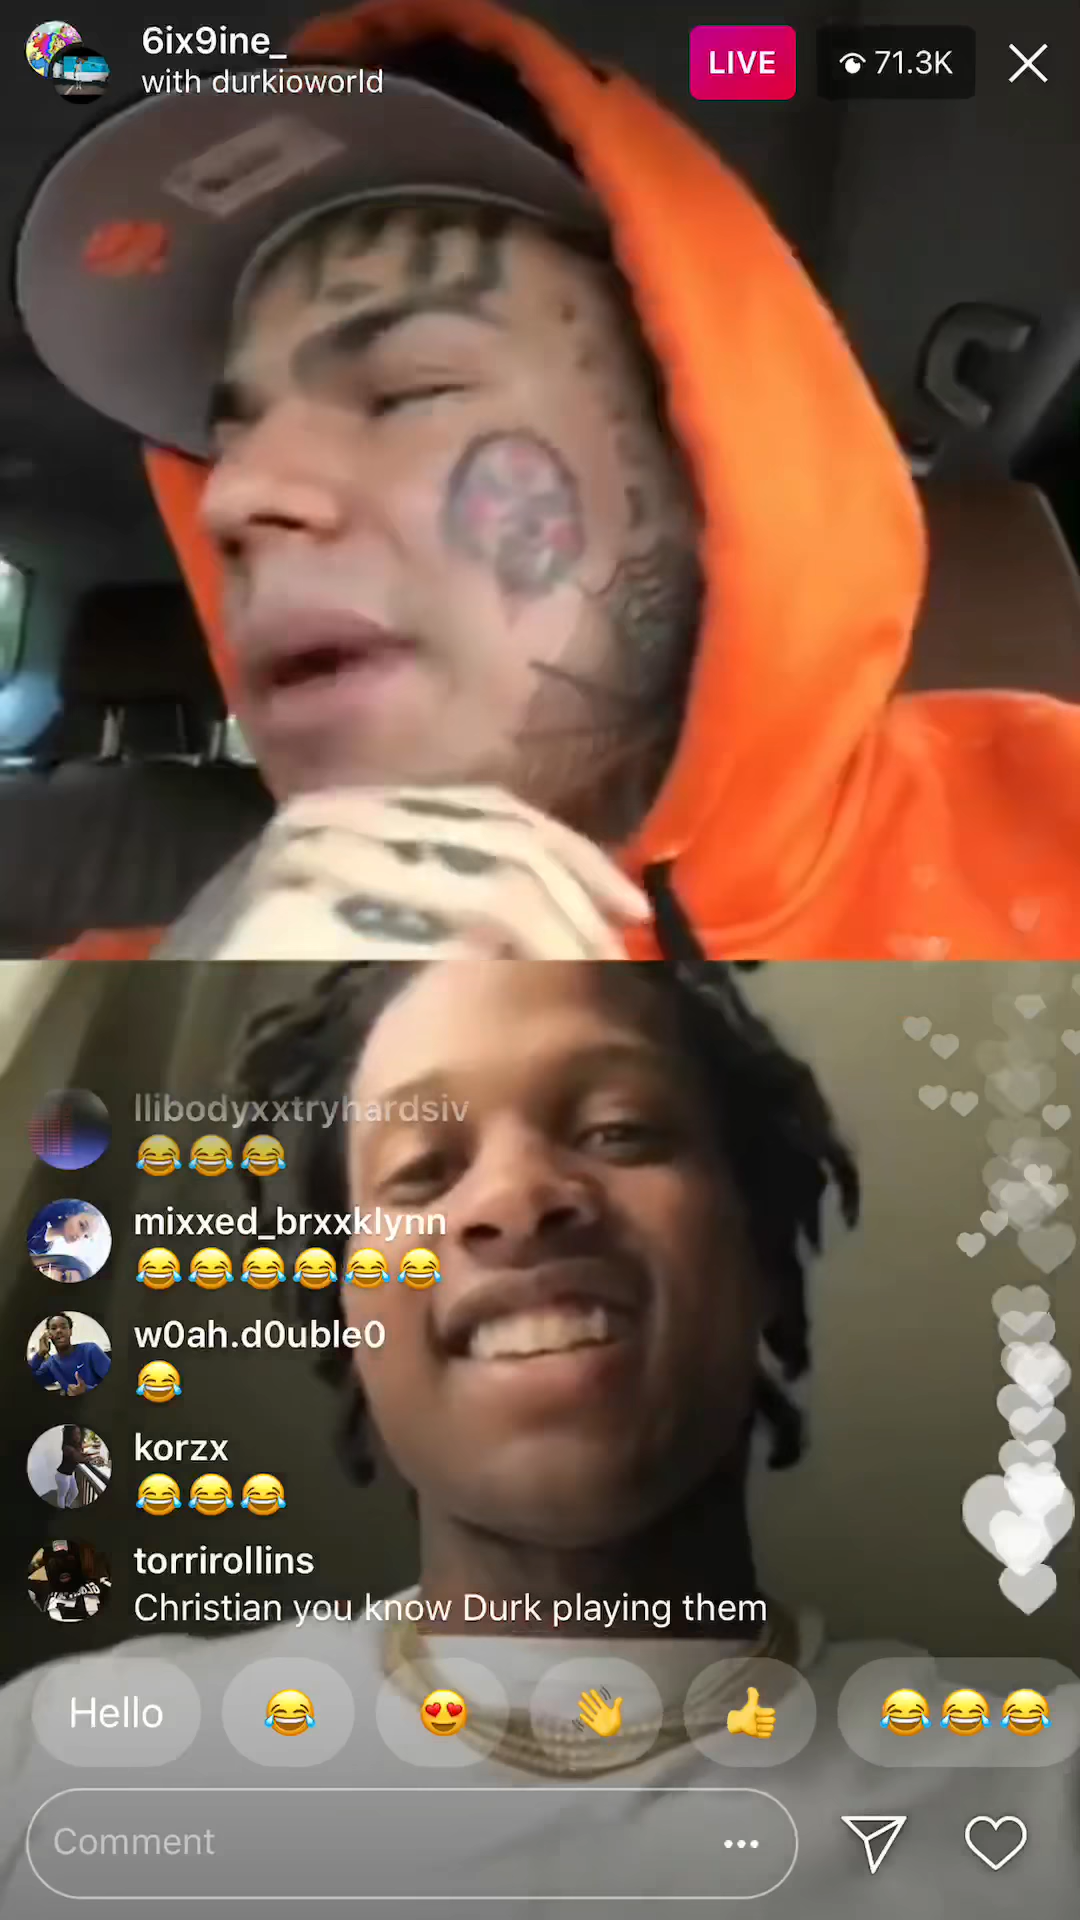 6ix9ine_
with durkioworld
LIVE
71.3K
llibodyxxtryhardsiv
😂😂😂
mixxed_brxxklynn
😂😂😂😂😂😂
w0ah.d0uble0
😂
korzx
😂😂😂
torrirollins
Christian you know Durk playing them
Hello 😂 😍 👋 👍 😂😂😂
Comment